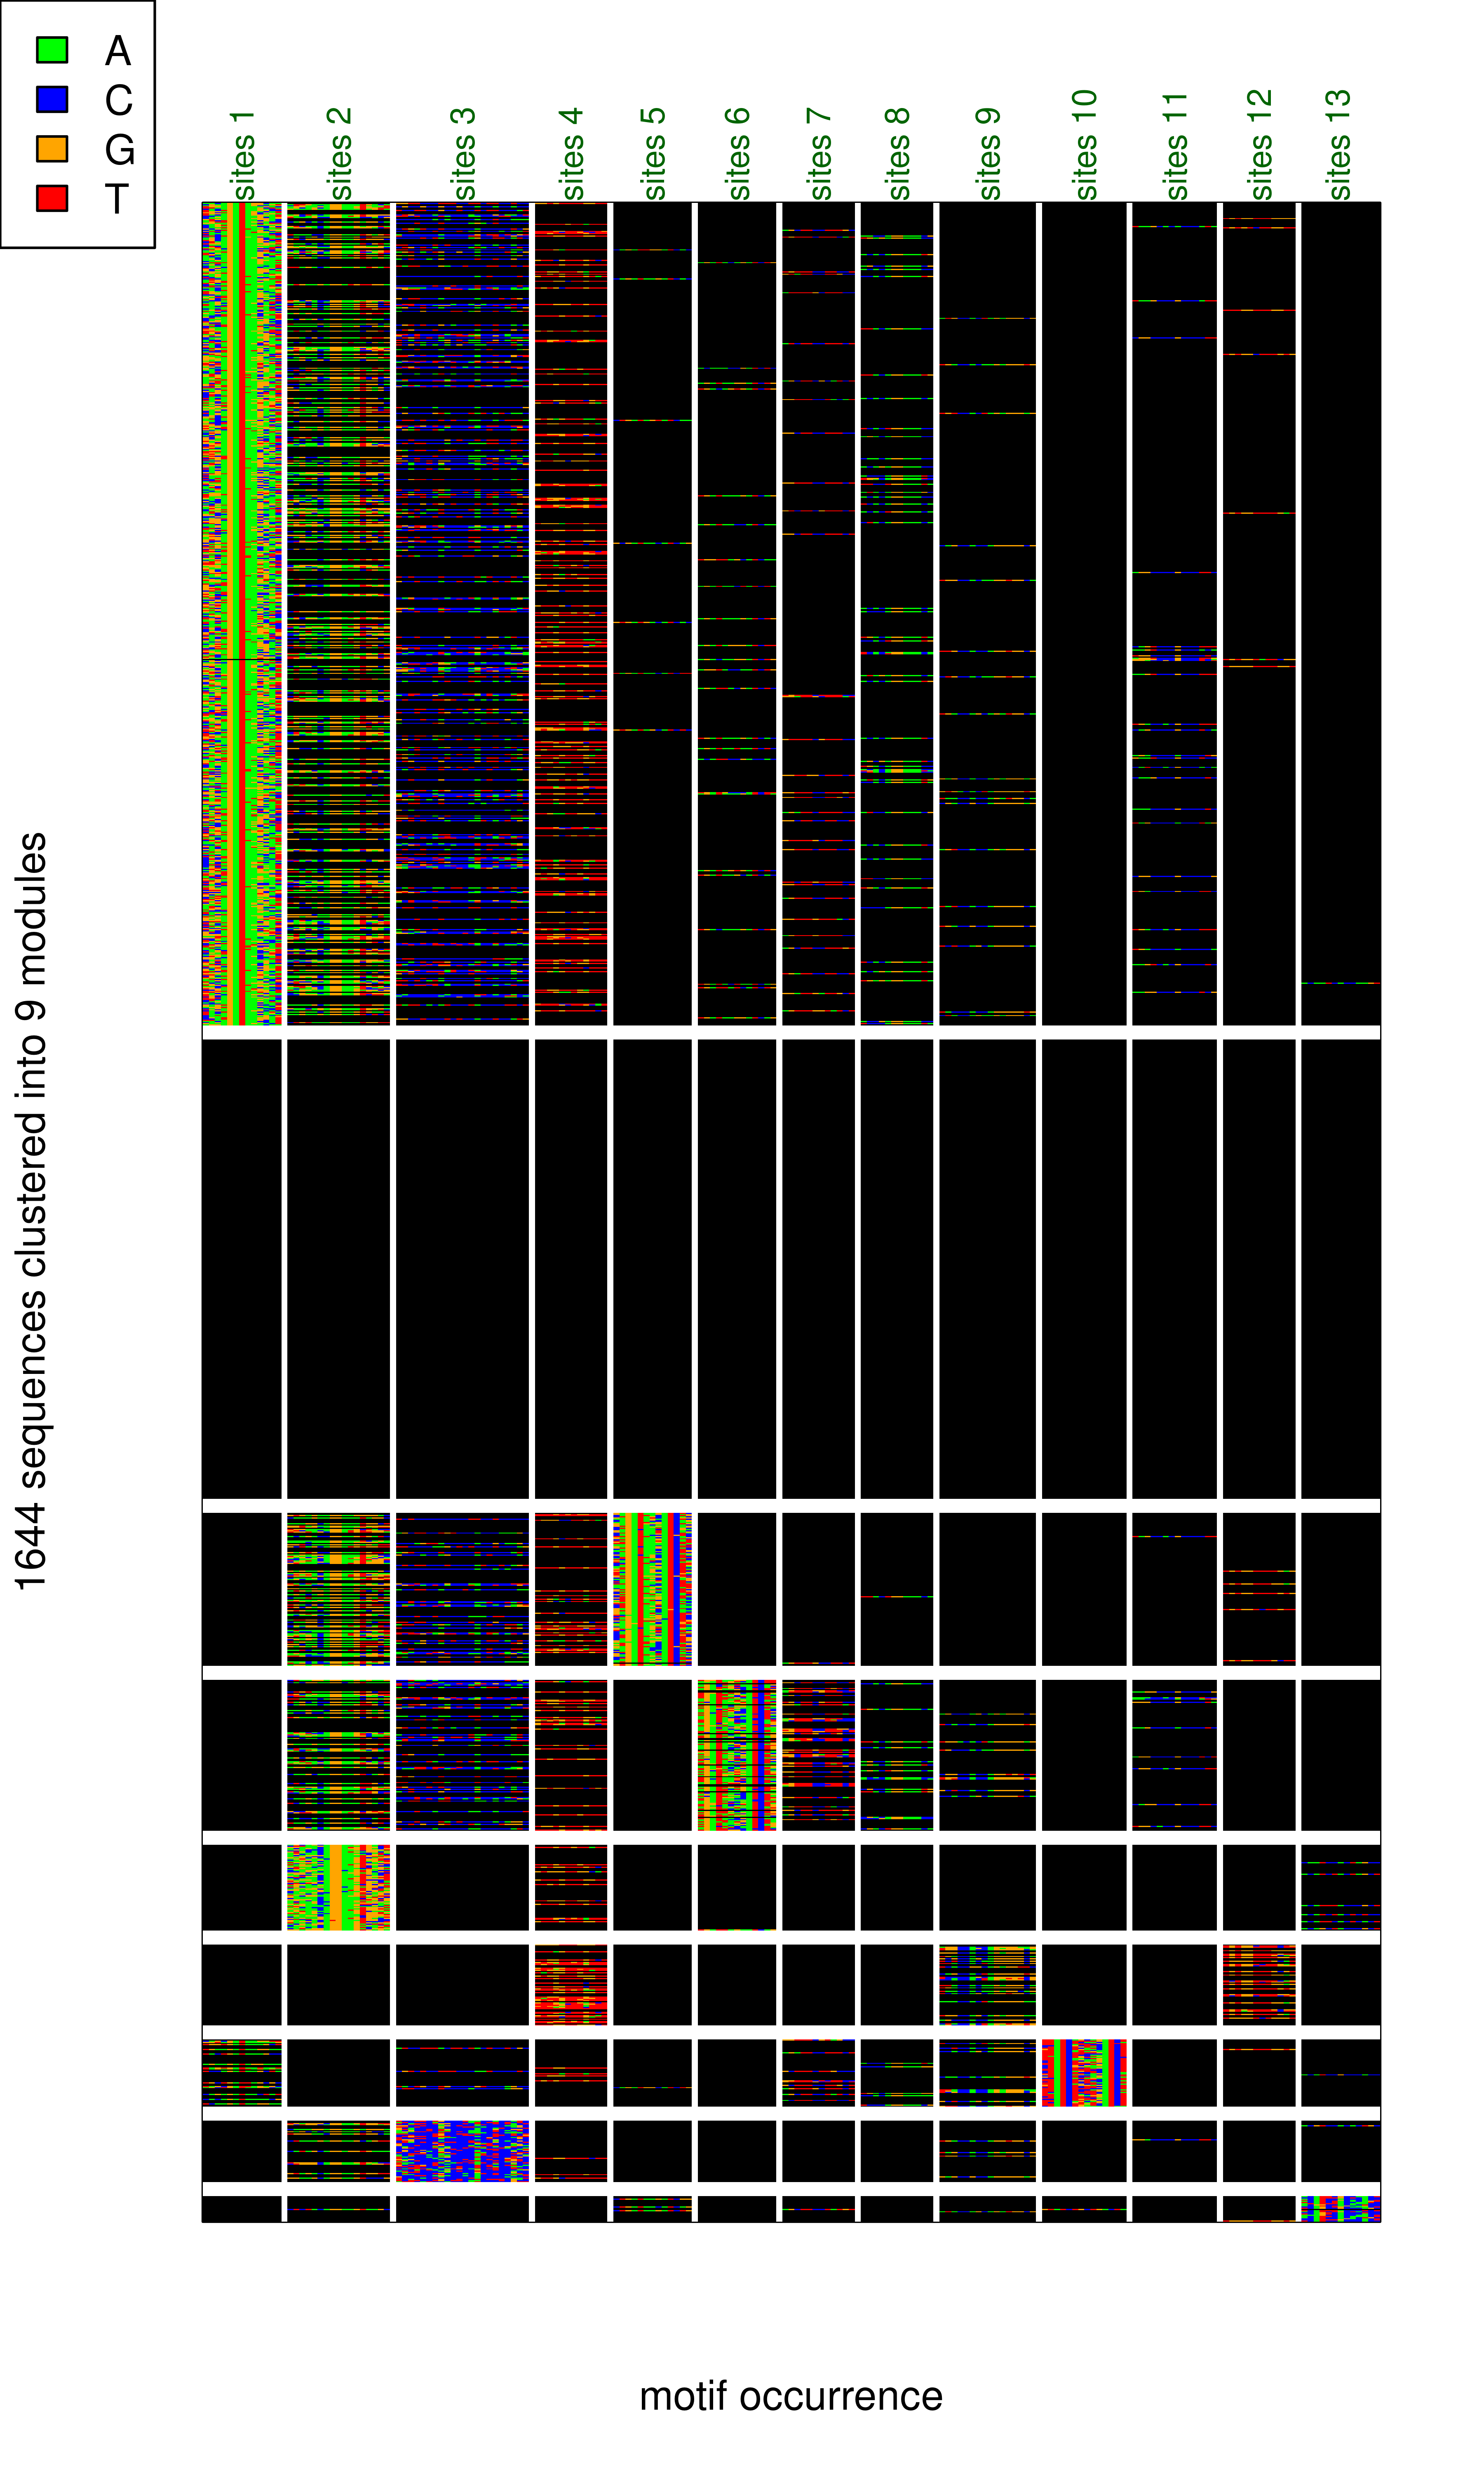 A
C
G
T
sites 1
sites 2
sites 3
sites 4
sites 5
sites 6
sites 7
sites 8
sites 9
sites 10
sites 11
sites 12
sites 13
1644 sequences clustered into 9 modules
motif occurrence